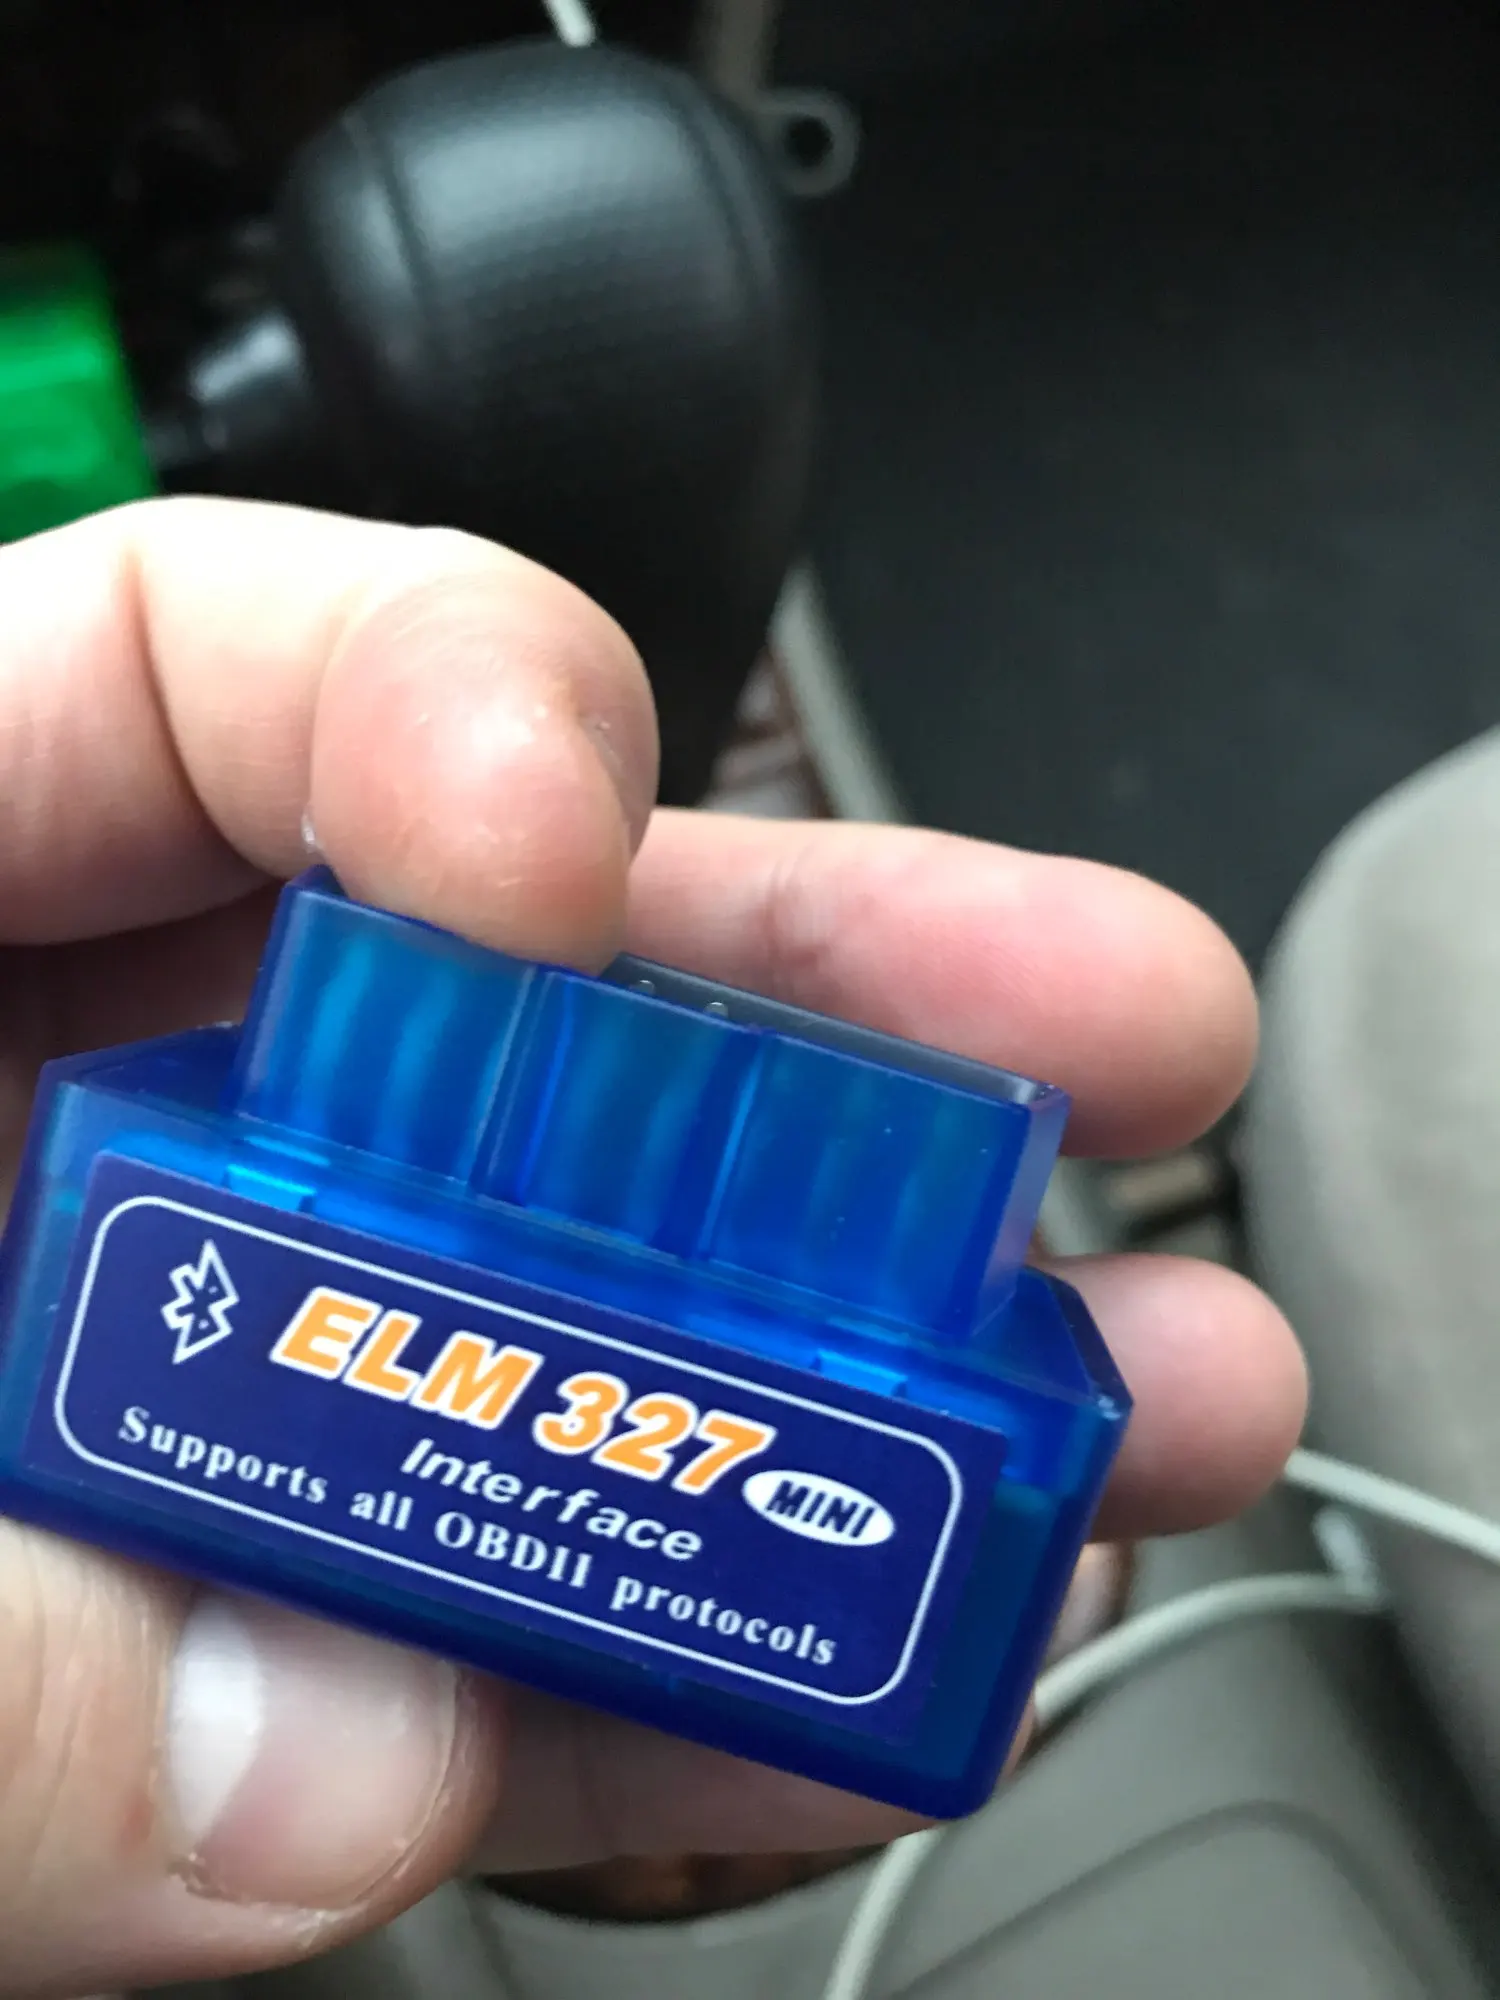 ELM 327
Interface MINI
Supports all OBDII protocols